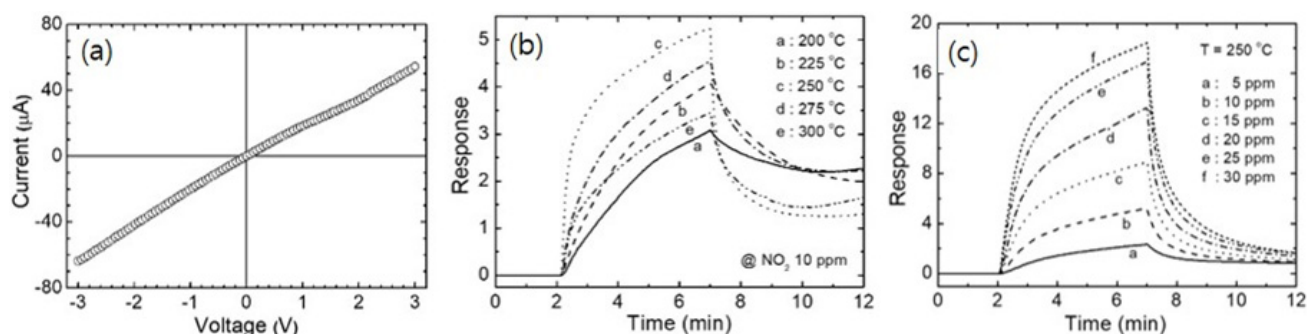 (a)
80
40
0
-40
-80
Current (μA)
-3 -2 -1 0 1 2 3
Voltage (V)
(b)
5
4
3
2
1
0
Response
c
d
b
e
a
a : 200 °C
b : 225 °C
c : 250 °C
d : 275 °C
e : 300 °C
@ NO₂ 10 ppm
0 2 4 6 8 10 12
Time (min)
(c)
20
16
12
8
4
0
Response
f
e
d
c
b
a
T = 250 °C
a : 5 ppm
b : 10 ppm
c : 15 ppm
d : 20 ppm
e : 25 ppm
f : 30 ppm
0 2 4 6 8 10 12
Time (min)